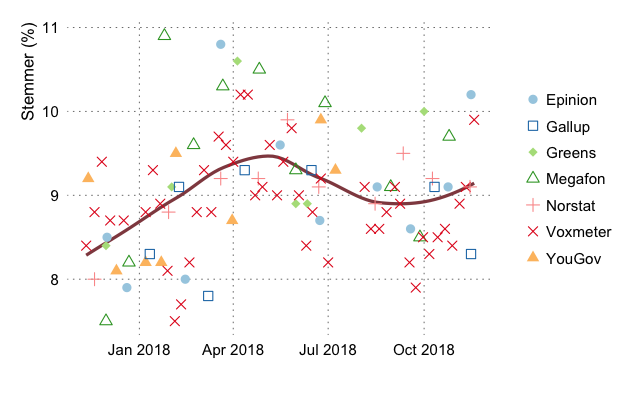 Stemmer (%)
11
10
9
8
Jan 2018
Apr 2018
Jul 2018
Oct 2018
Epinion
Gallup
Greens
Megafon
Norstat
Voxmeter
YouGov